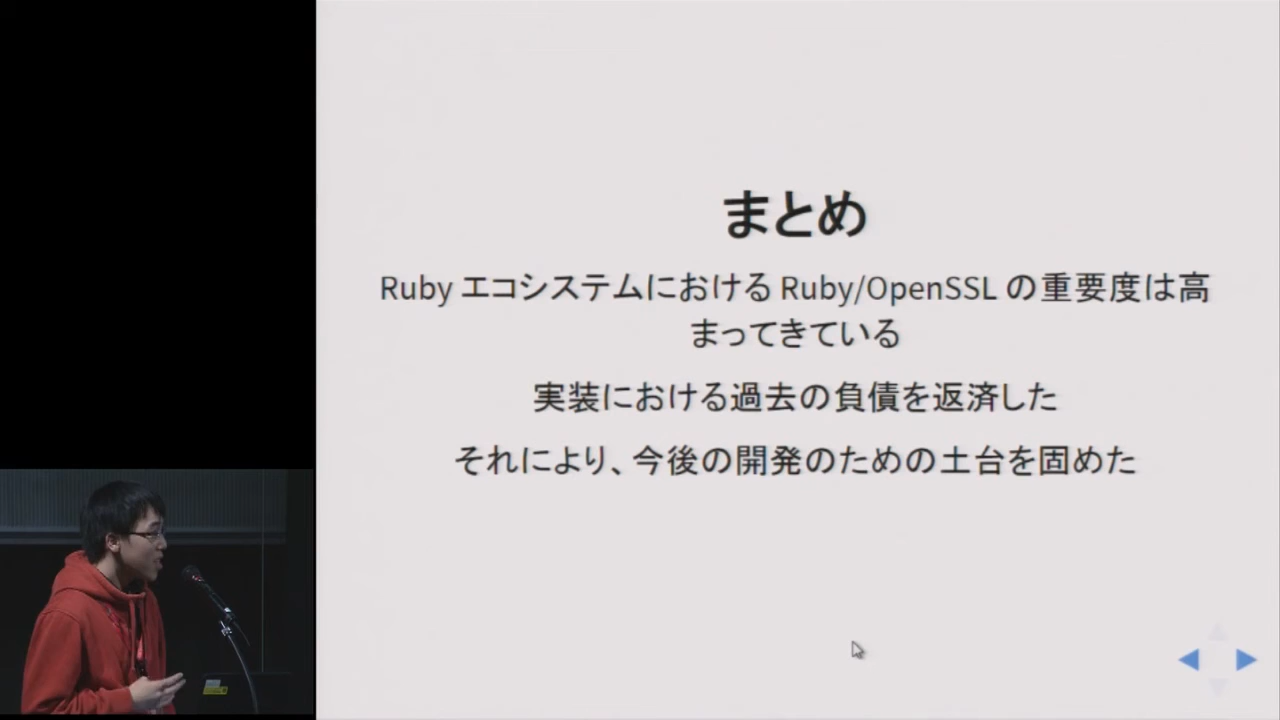 まとめ
Ruby エコシステムにおける Ruby/OpenSSL の重要度は高
まってきている
実装における過去の負債を返済した
それにより、今後の開発のための土台を固めた